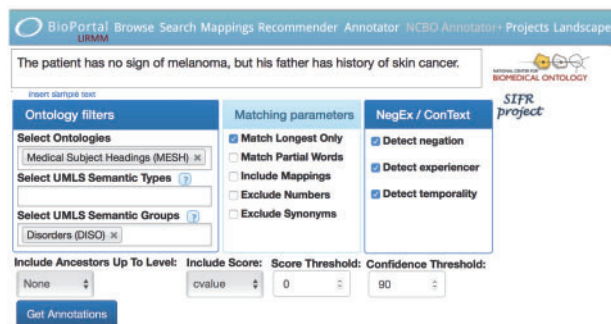 BioPortal Browse Search Mappings Recommender Annotator NCBO Annotator+ Projects Landscape
LIRMM
The patient has no sign of melanoma, but his father has history of skin cancer.
NATIONAL CENTER FOR
BIOMEDICAL ONTOLOGY
insert sample text
SIFR
project
Ontology filters
Select Ontologies
Medical Subject Headings (MESH) ×
Select UMLS Semantic Types ?
Select UMLS Semantic Groups ?
Disorders (DISO) ×
Matching parameters
Match Longest Only
Match Partial Words
Include Mappings
Exclude Numbers
Exclude Synonyms
NegEx / ConText
Detect negation
Detect experiencer
Detect temporality
Include Ancestors Up To Level: Include Score: Score Threshold: Confidence Threshold:
None cvalue 0 90
Get Annotations